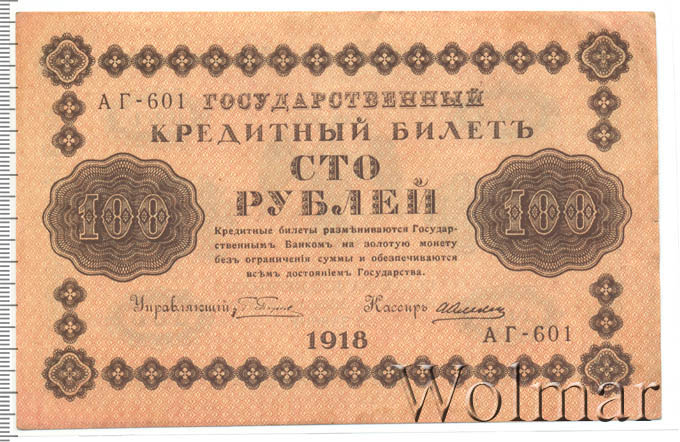 АГ-601 ГОСУДАРСТВЕННЫЙ
КРЕДИТНЫЙ БИЛЕТЪ
СТО
РУБЛЕЙ
100
100
Кредитные билеты размѣниваются Государ-
ственнымъ Банкомъ на золотую монету
безъ ограниченія суммы и обезпечиваются
всѣмъ достояніемъ Государства.
Управляющій
Кассиръ
1918
АГ-601
Wolmar